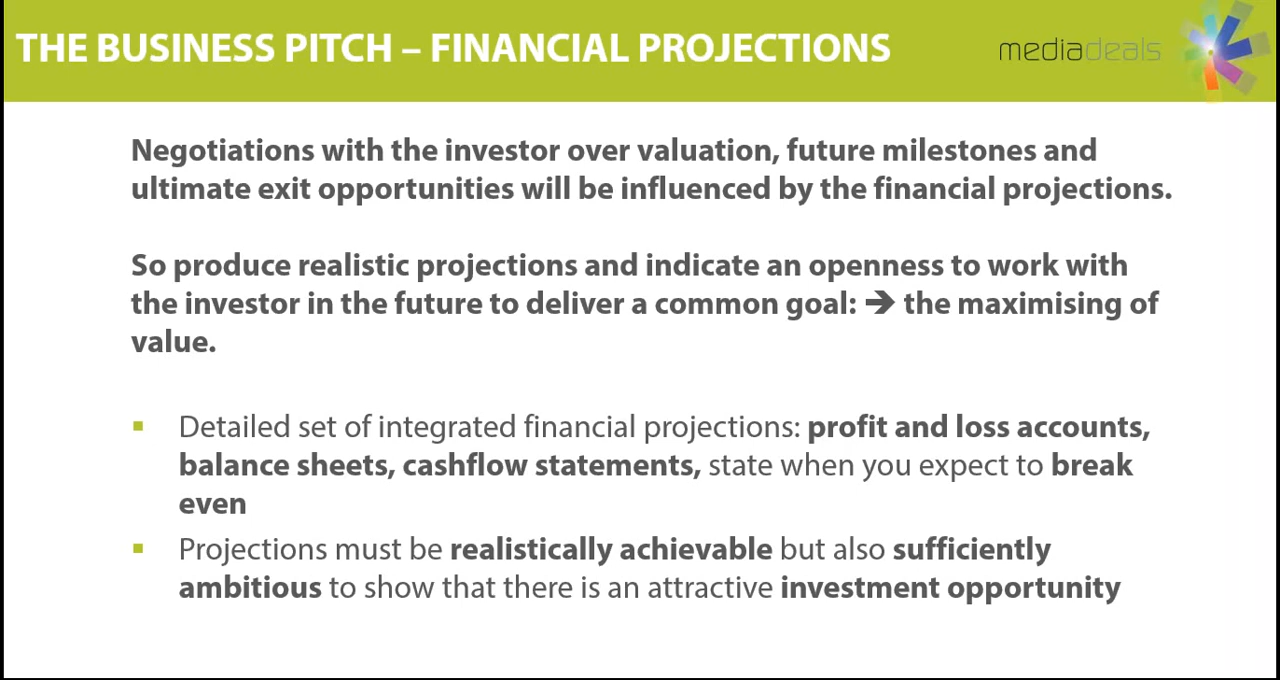 THE BUSINESS PITCH – FINANCIAL PROJECTIONS
mediadeals
Negotiations with the investor over valuation, future milestones and
ultimate exit opportunities will be influenced by the financial projections.
So produce realistic projections and indicate an openness to work with
the investor in the future to deliver a common goal: ➔ the maximising of
value.
▪ Detailed set of integrated financial projections: profit and loss accounts,
balance sheets, cashflow statements, state when you expect to break
even
▪ Projections must be realistically achievable but also sufficiently
ambitious to show that there is an attractive investment opportunity